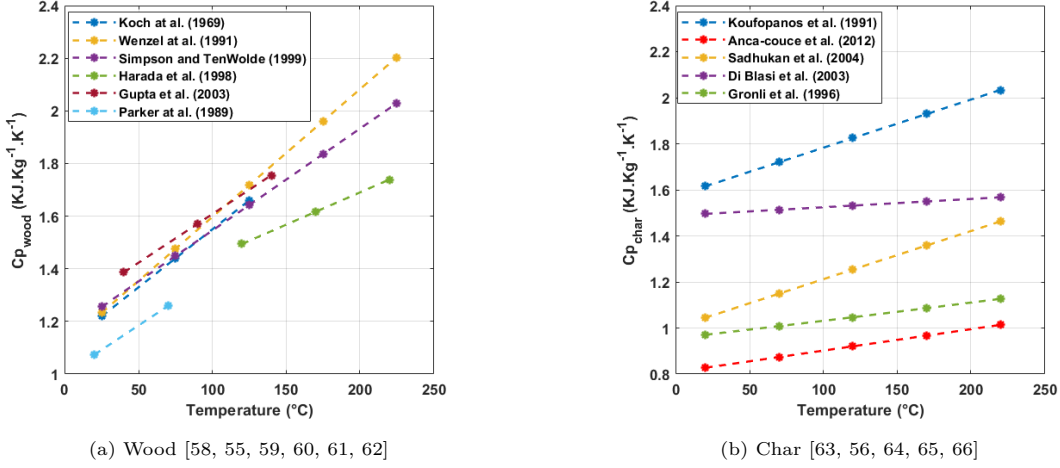 2.4
2.2
2
1.8
1.6
1.4
1.2
1
0
50
100
150
200
250
Cp_wood (KJ.Kg^-1.K^-1)
Temperature (°C)
Koch at al. (1969)
Wenzel at al. (1991)
Simpson and TenWolde (1999)
Harada et al. (1998)
Gupta et al. (2003)
Parker at al. (1989)
(a) Wood [58, 55, 59, 60, 61, 62]
2.4
2.2
2
1.8
1.6
1.4
1.2
1
0.8
0
50
100
150
200
250
Cp_char (KJ.Kg^-1.K^-1)
Temperature (°C)
Koufopanos et al. (1991)
Anca-couce et al. (2012)
Sadhukan et al. (2004)
Di Blasi et al. (2003)
Gronli et al. (1996)
(b) Char [63, 56, 64, 65, 66]